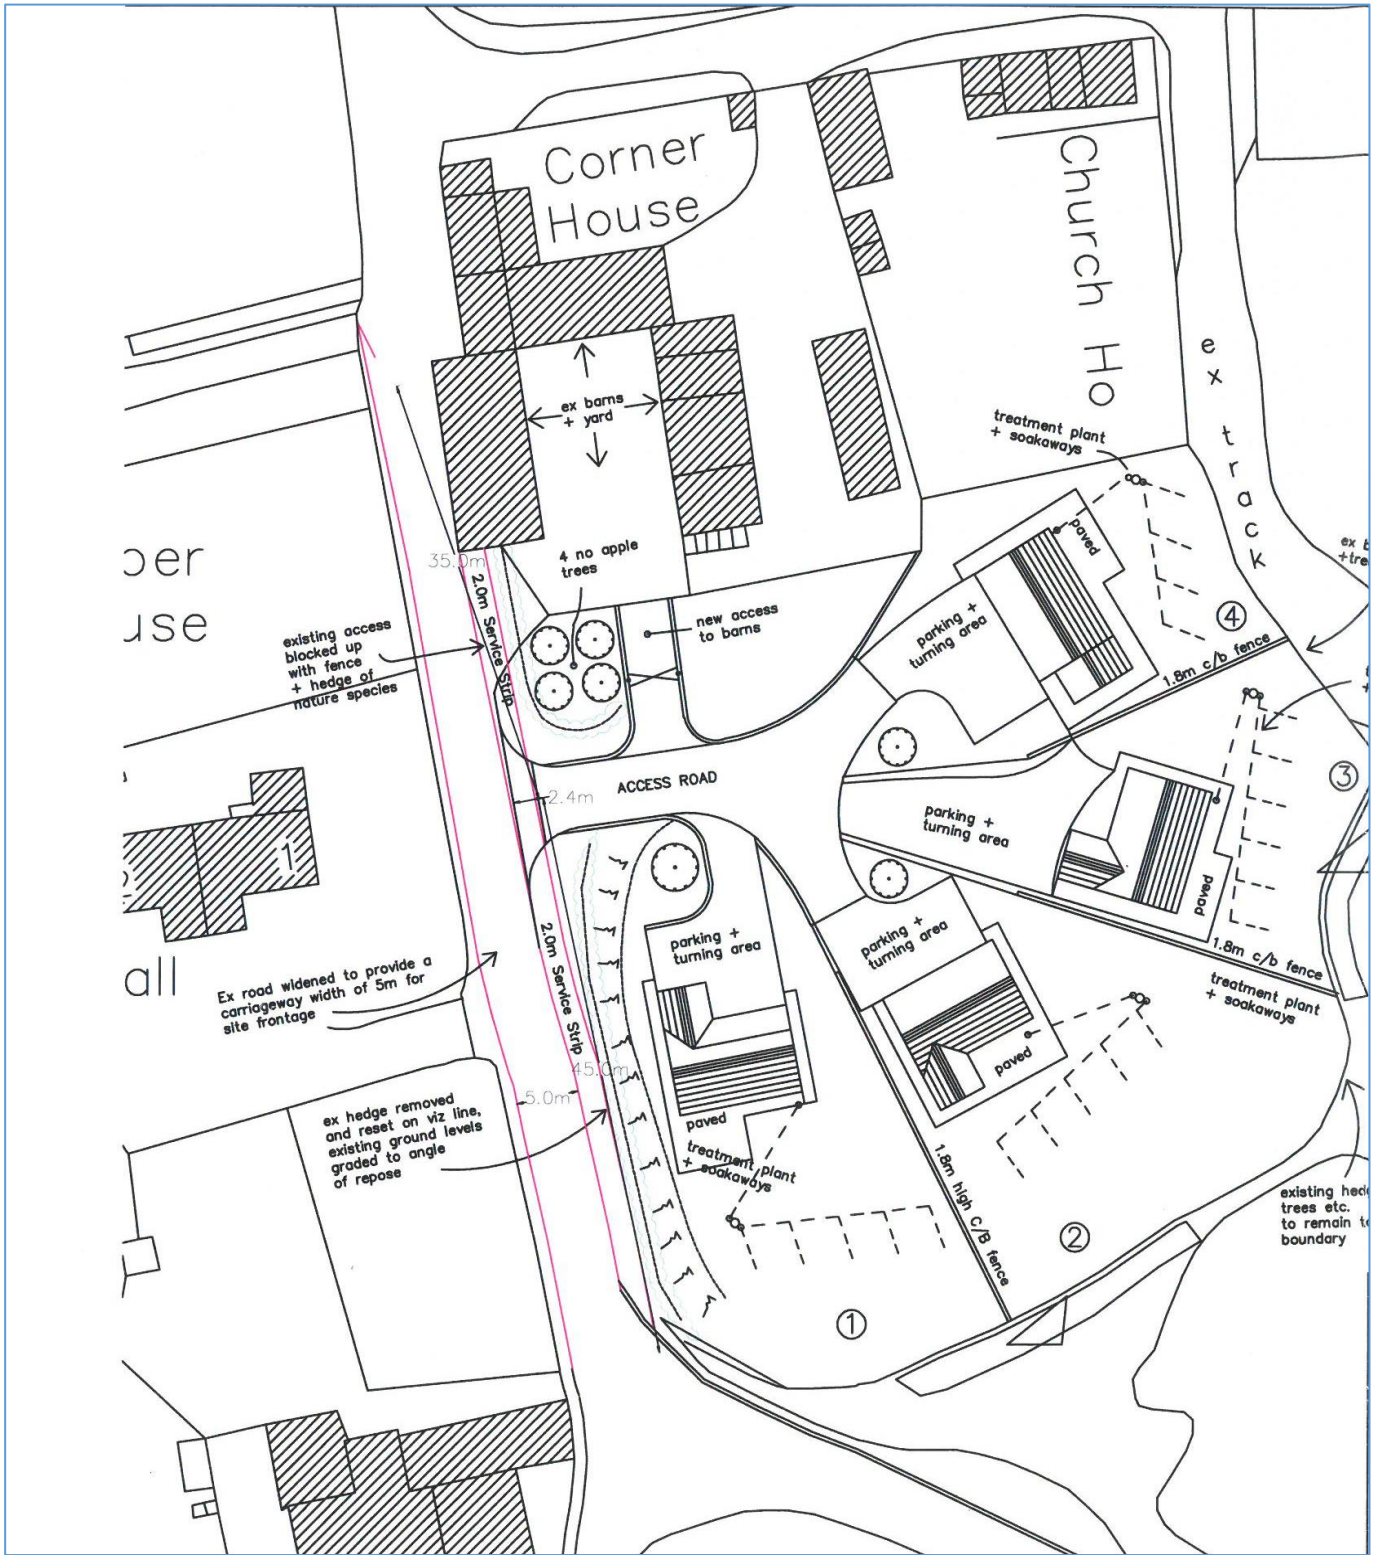 Corner
House
Church Ho
ex track
ex barns
+ yard
treatment plant
+ soakaways
paved
4 no apple
trees
35.0m
2.0m Service Strip
new access
to barns
parking +
turning area
④
1.8m c/b fence
existing access
blocked up
with fence
+ hedge of
nature species
③
ACCESS ROAD
2.4m
parking +
turning area
paved
1.8m c/b fence
treatment plant
+ soakaways
1
all
Ex road widened to provide a
carriageway width of 5m for
site frontage
2.0m Service Strip
parking +
turning area
parking +
turning area
paved
45.0m
5.0m
ex hedge removed
and reset on viz line,
existing ground levels
graded to angle
of repose
paved
treatment plant
+ soakaways
1.8m high C/B fence
②
①
trees etc.
to remain
boundary